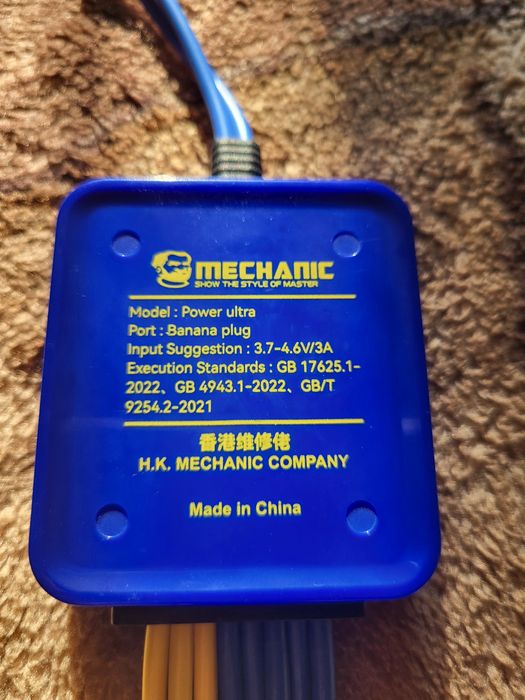 MECHANIC
SHOW THE STYLE OF MASTER
Model : Power ultra
Port : Banana plug
Input Suggestion : 3.7-4.6V/3A
Execution Standards : GB 17625.1-
2022、GB 4943.1-2022、GB/T
9254.2-2021
香港维修佬
H.K. MECHANIC COMPANY
Made in China